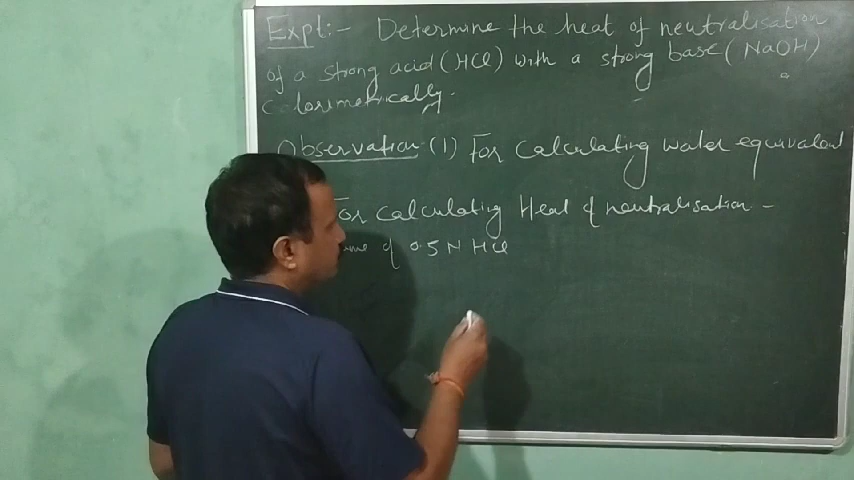 Expt:- Determine the heat of neutralisation
of a strong acid (HCl) with a strong base (NaOH)
Calorimetrically.
Observation: (1) For calculating water equivalent
For calculating Heat of neutralisation -
of 0.5 N HCl